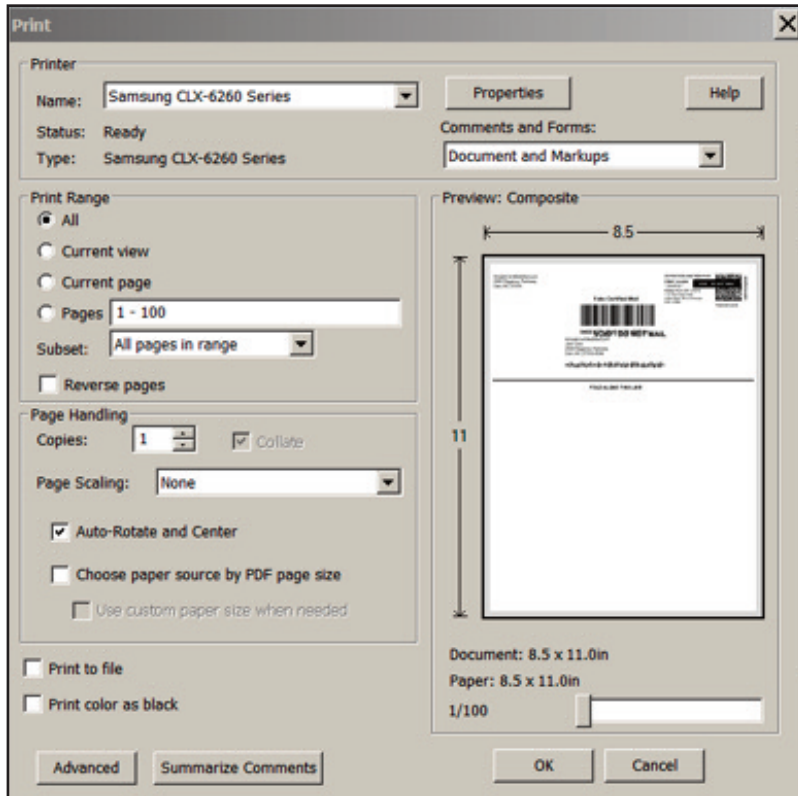 Print
Printer
Name: Samsung CLX-6260 Series
Properties
Help
Status: Ready
Comments and Forms:
Type: Samsung CLX-6260 Series
Document and Markups
Print Range
All
Current view
Current page
Pages 1 - 100
Subset: All pages in range
Reverse pages
Page Handling
Copies: 1
Collate
Page Scaling: None
Auto-Rotate and Center
Choose paper source by PDF page size
Use custom paper size when needed
Print to file
Print color as black
Preview: Composite
8.5
11
Document: 8.5 x 11.0in
Paper: 8.5 x 11.0in
1/100
Advanced
Summarize Comments
OK
Cancel